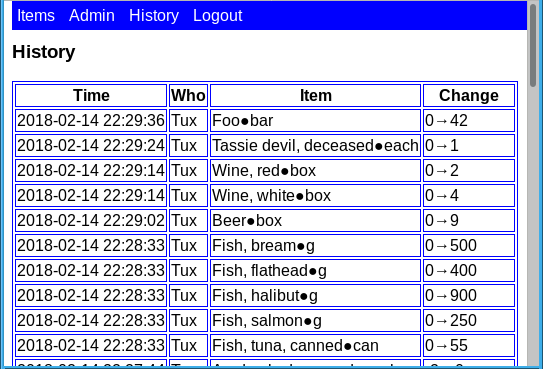 Items Admin History Logout
History
Time Who Item Change
2018-02-14 22:29:36 Tux Foo●bar 0→42
2018-02-14 22:29:24 Tux Tassie devil, deceased●each 0→1
2018-02-14 22:29:14 Tux Wine, red●box 0→2
2018-02-14 22:29:14 Tux Wine, white●box 0→4
2018-02-14 22:29:02 Tux Beer●box 0→9
2018-02-14 22:28:33 Tux Fish, bream●g 0→500
2018-02-14 22:28:33 Tux Fish, flathead●g 0→400
2018-02-14 22:28:33 Tux Fish, halibut●g 0→900
2018-02-14 22:28:33 Tux Fish, salmon●g 0→250
2018-02-14 22:28:33 Tux Fish, tuna, canned●can 0→55